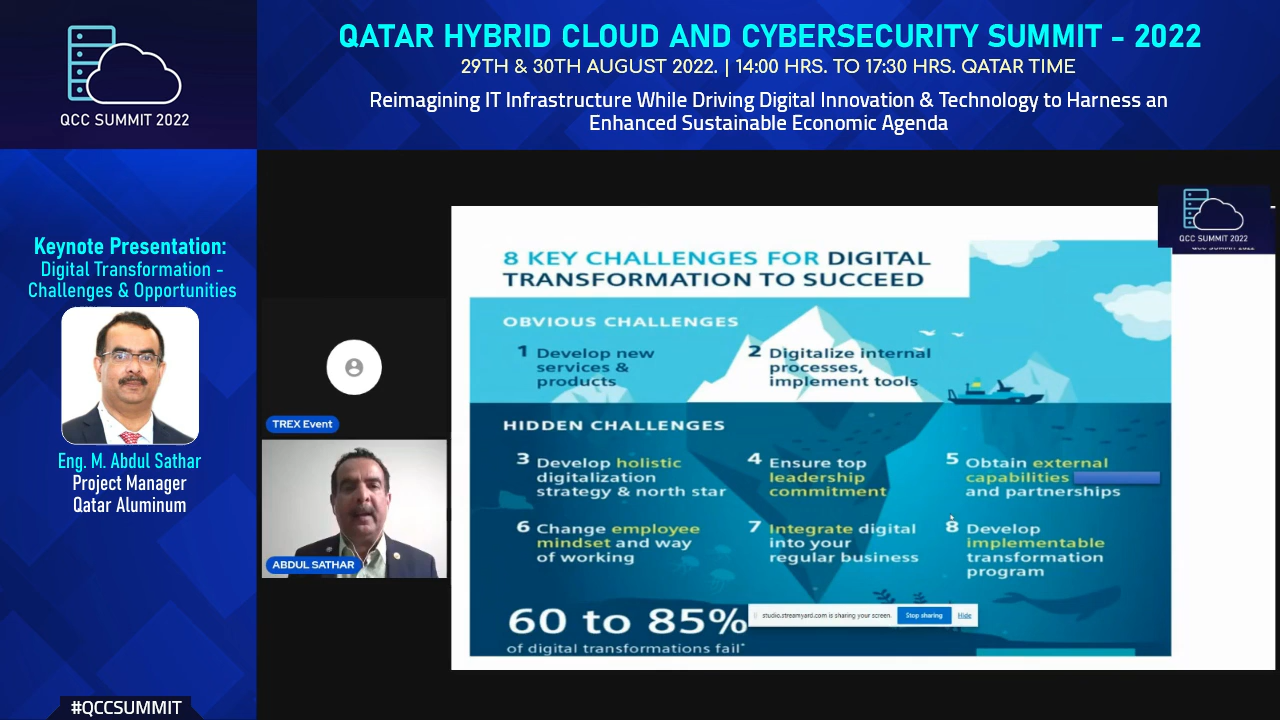 QCC SUMMIT 2022
QATAR HYBRID CLOUD AND CYBERSECURITY SUMMIT - 2022
29TH & 30TH AUGUST 2022. | 14:00 HRS. TO 17:30 HRS. QATAR TIME
Reimagining IT Infrastructure While Driving Digital Innovation & Technology to Harness an
Enhanced Sustainable Economic Agenda
Keynote Presentation:
Digital Transformation -
Challenges & Opportunities
Eng. M. Abdul Sathar
Project Manager
Qatar Aluminum
#QCCSUMMIT
TREX Event
ABDUL SATHAR
QCC SUMMIT 2022
QCC SUMMIT 2022
8 KEY CHALLENGES FOR DIGITAL
TRANSFORMATION TO SUCCEED
OBVIOUS CHALLENGES
1 Develop new
services &
products
2 Digitalize internal
processes,
implement tools
HIDDEN CHALLENGES
3 Develop holistic
digitalization
strategy & north star
4 Ensure top
leadership
commitment
5 Obtain external
capabilities
and partnerships
6 Change employee
mindset and way
of working
7 Integrate digital
into your
regular business
8 Develop
implementable
transformation
program
60 to 85%
of digital transformations fail*
studio.streamyard.com is sharing your screen. Stop sharing Hide